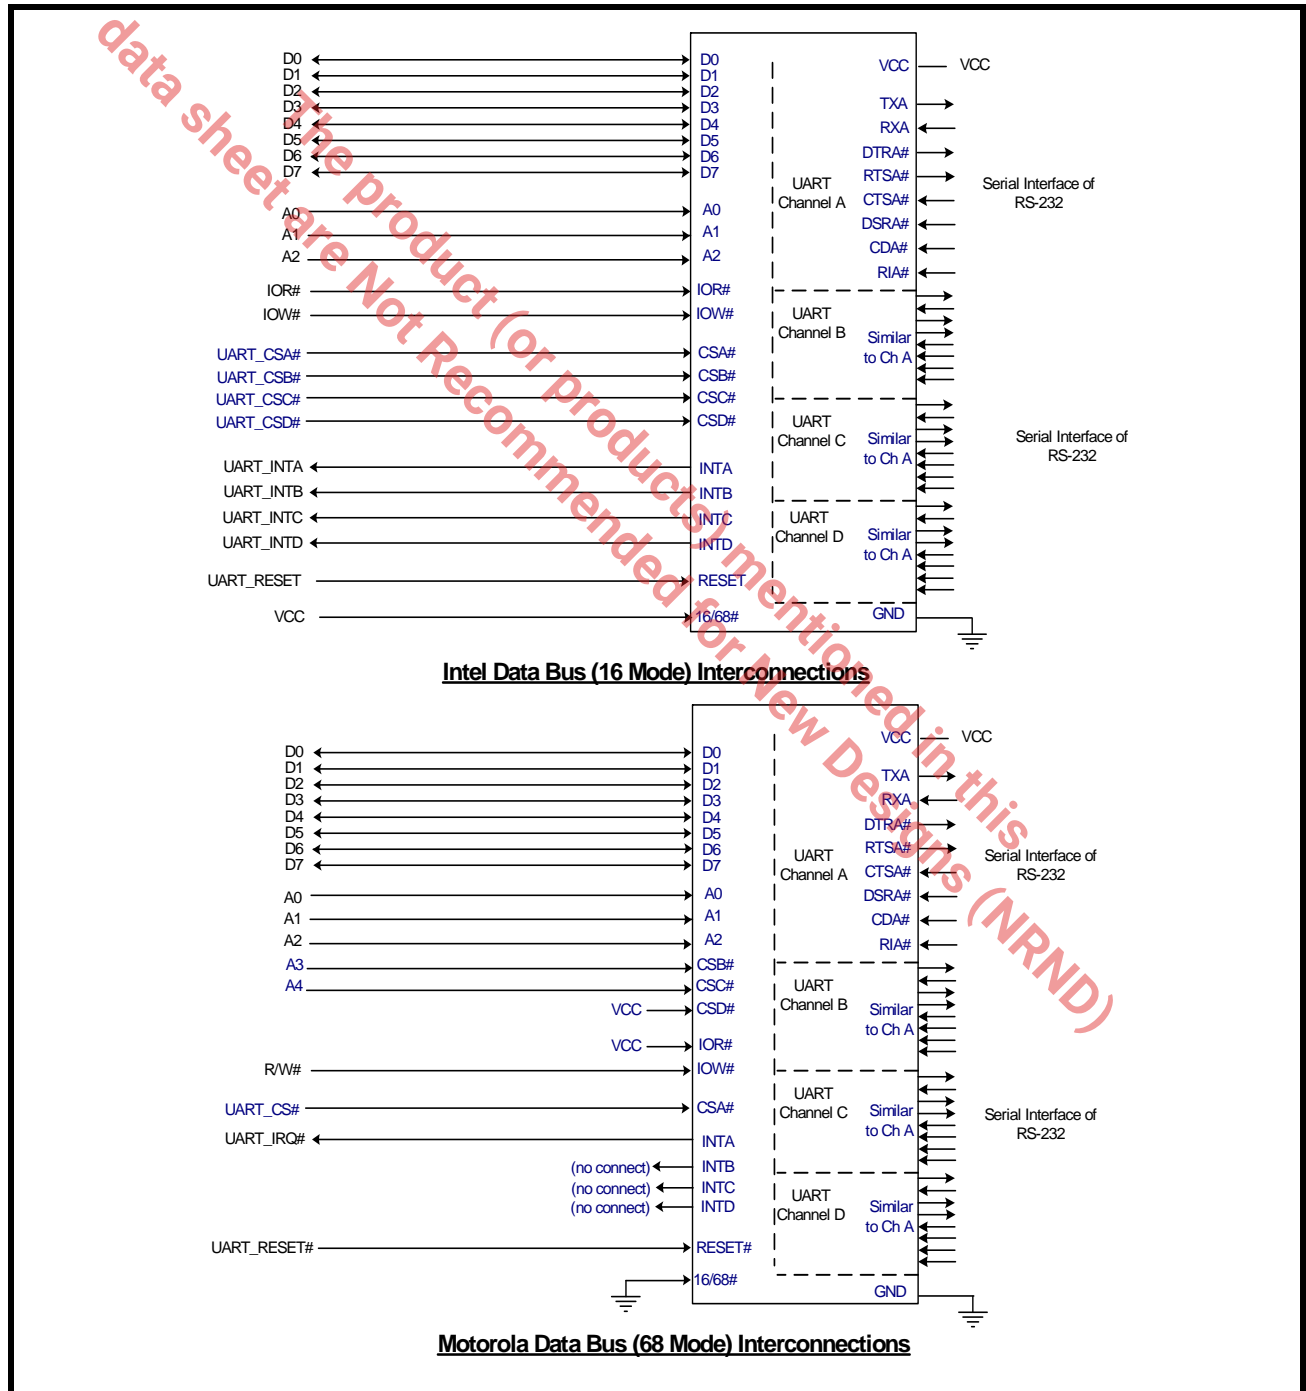 The product (or products) mentioned in this
data sheet are Not Recommended for New Designs (NRND)
D0 D0
D1 D1
D2 D2
D3 D3
D4 D4
D5 D5
D6 D6
D7 D7
A0 A0
A1 A1
A2 A2
IOR# IOR#
IOW# IOW#
UART_CSA# CSA#
UART_CSB# CSB#
UART_CSC# CSC#
UART_CSD# CSD#
UART_INTA INTA
UART_INTB INTB
UART_INTC INTC
UART_INTD INTD
UART_RESET RESET
VCC 16/68#
UART
Channel A
VCC VCC
TXA
RXA
DTRA#
RTSA#
CTSA#
DSRA#
CDA#
RIA#
Serial Interface of
RS-232
UART
Channel B
Similar
to Ch A
UART
Channel C
Similar
to Ch A
Serial Interface of
RS-232
UART
Channel D
Similar
to Ch A
GND
Intel Data Bus (16 Mode) Interconnections
D0 D0
D1 D1
D2 D2
D3 D3
D4 D4
D5 D5
D6 D6
D7 D7
A0 A0
A1 A1
A2 A2
A3 CSB#
A4 CSC#
VCC CSD#
VCC IOR#
R/W# IOW#
UART_CS# CSA#
UART_IRQ# INTA
(no connect) INTB
(no connect) INTC
(no connect) INTD
UART_RESET# RESET#
16/68#
UART
Channel A
VCC VCC
TXA
RXA
DTRA#
RTSA#
CTSA#
DSRA#
CDA#
RIA#
Serial Interface of
RS-232
UART
Channel B
Similar
to Ch A
UART
Channel C
Similar
to Ch A
Serial Interface of
RS-232
UART
Channel D
Similar
to Ch A
GND
Motorola Data Bus (68 Mode) Interconnections